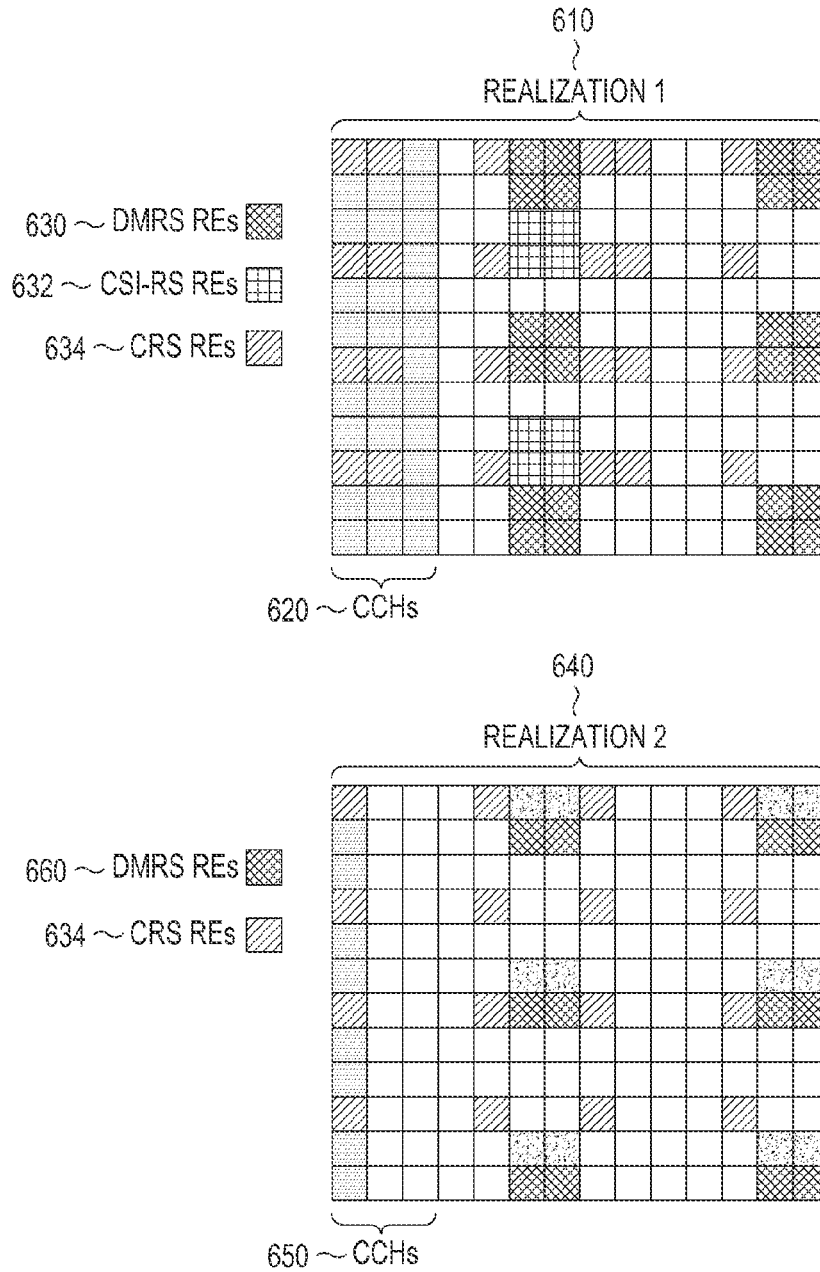 610
REALIZATION 1
630 ~ DMRS REs
632 ~ CSI-RS REs
634 ~ CRS REs
620 ~ CCHs
640
REALIZATION 2
660 ~ DMRS REs
634 ~ CRS REs
650 ~ CCHs